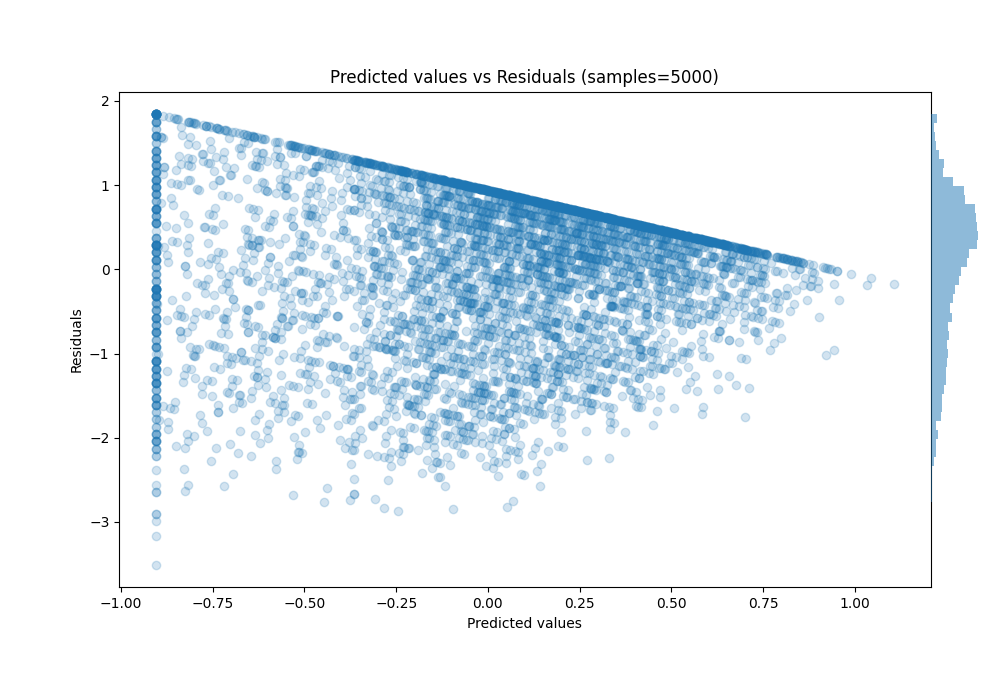 Predicted values vs Residuals (samples=5000)
2
1
0
−1
−2
−3
Residuals
−1.00 −0.75 −0.50 −0.25 0.00 0.25 0.50 0.75 1.00
Predicted values